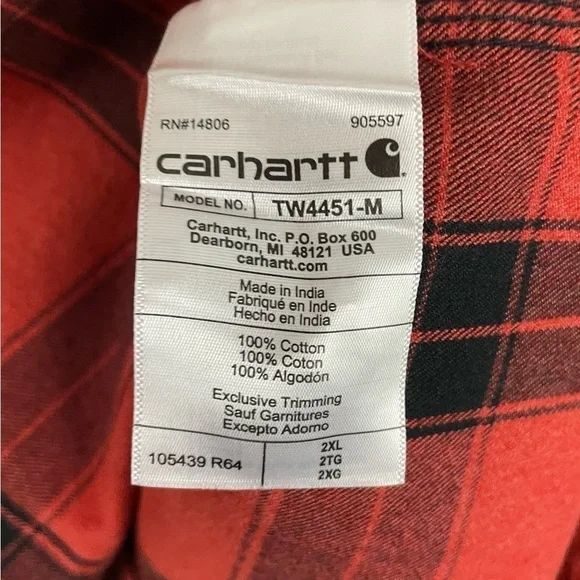 RN#14806 905597
carhartt
MODEL NO. TW4451-M
Carhartt, Inc. P.O. Box 600
Dearborn, MI 48121 USA
carhartt.com
Made in India
Fabriqué en Inde
Hecho en India
100% Cotton
100% Coton
100% Algodón
Exclusive Trimming
Sauf Garnitures
Excepto Adorno
105439 R64
2XL
2TG
2XG